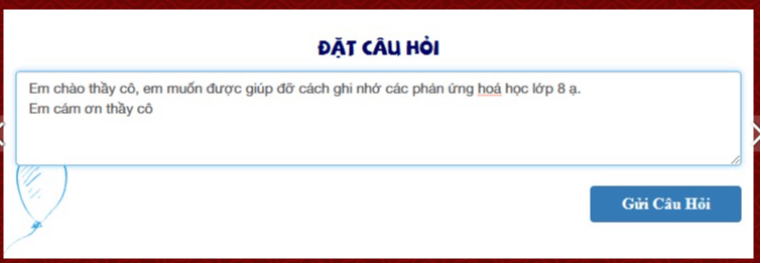 ĐẶT CÂU HỎI
Em chào thầy cô, em muốn được giúp đỡ cách ghi nhớ các phản ứng hoá học lớp 8 ạ.
Em cám ơn thầy cô
Gửi Câu Hỏi